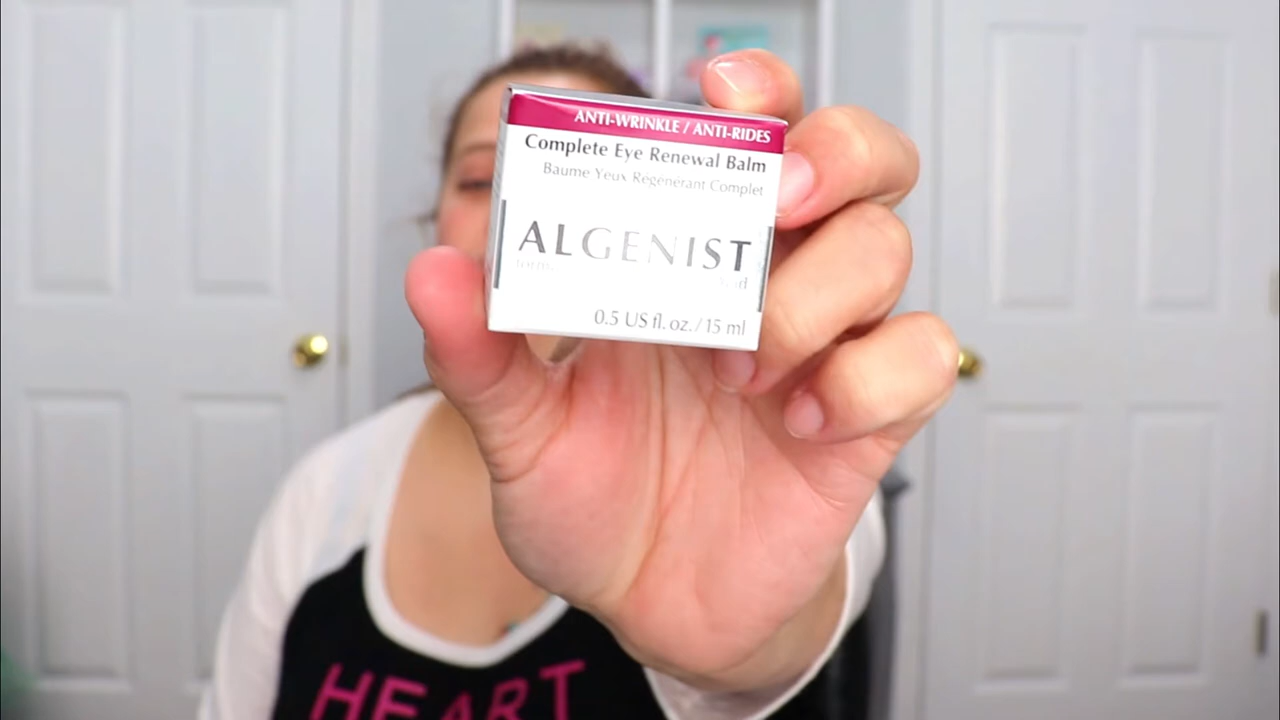 ANTI-WRINKLE / ANTI-RIDES
Complete Eye Renewal Balm
Baume Yeux Régénérant Complet
ALGENIST
0.5 US fl. oz. / 15 ml
HEART